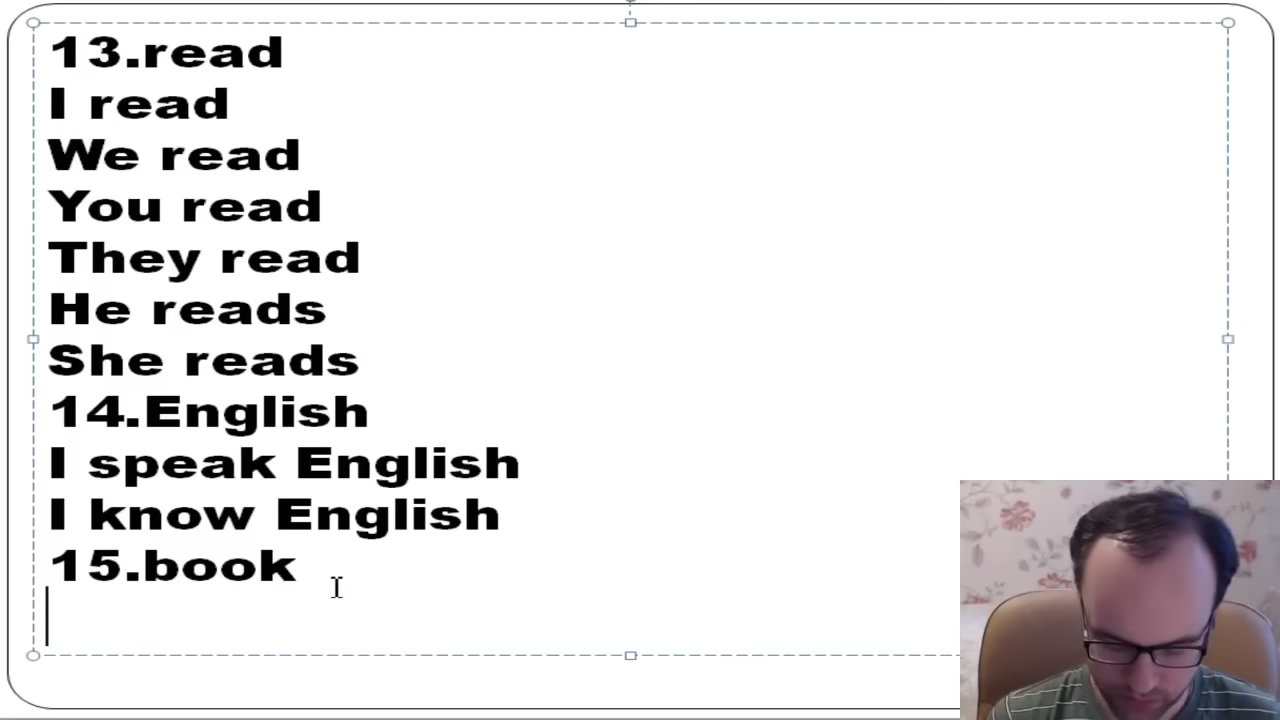 13.read
I read
We read
You read
They read
He reads
She reads
14.English
I speak English
I know English
15.book